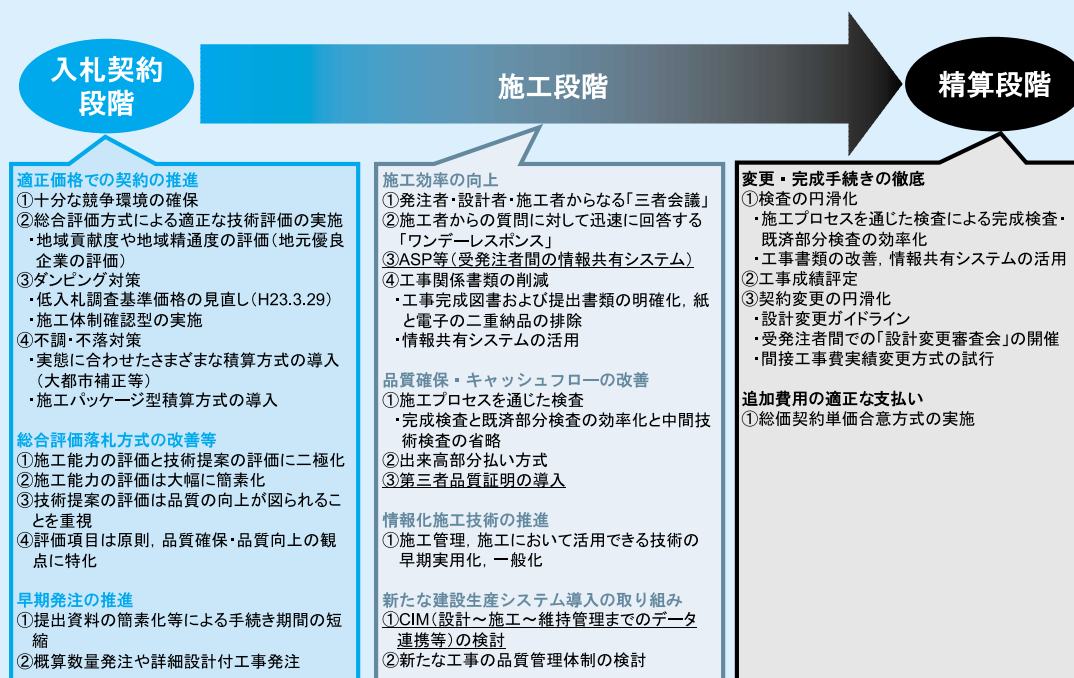 入札契約
段階
施工段階
精算段階
適正価格での契約の推進
①十分な競争環境の確保
②総合評価方式による適正な技術評価の実施
・地域貢献度や地域精通度の評価（地元優良
企業の評価）
③ダンピング対策
・低入札調査基準価格の見直し（H23.3.29）
・施工体制確認型の実施
④不調・不落対策
・実態に合わせたさまざまな積算方式の導入
（大都市補正等）
・施工パッケージ型積算方式の導入
総合評価落札方式の改善等
①施工能力の評価と技術提案の評価に二極化
②施工能力の評価は大幅に簡素化
③技術提案の評価は品質の向上が図られるこ
とを重視
④評価項目は原則，品質確保・品質向上の観
点に特化
早期発注の推進
①提出資料の簡素化等による手続き期間の短
縮
②概算数量発注や詳細設計付工事発注
施工効率の向上
①発注者・設計者・施工者からなる「三者会議」
②施工者からの質問に対して迅速に回答する
「ワンデーレスポンス」
③ASP等（受発注者間の情報共有システム）
④工事関係書類の削減
・工事完成図書および提出書類の明確化，紙
と電子の二重納品の排除
・情報共有システムの活用
品質確保・キャッシュフローの改善
①施工プロセスを通じた検査
・完成検査と既済部分検査の効率化と中間技
術検査の省略
②出来高部分払い方式
③第三者品質証明の導入
情報化施工技術の推進
①施工管理，施工において活用できる技術の
早期実用化，一般化
新たな建設生産システム導入の取り組み
①CIM（設計～施工～維持管理までのデータ
連携等）の検討
②新たな工事の品質管理体制の検討
変更・完成手続きの徹底
①検査の円滑化
・施工プロセスを通じた検査による完成検査・
既済部分検査の効率化
・工事書類の改善，情報共有システムの活用
②工事成績評定
③契約変更の円滑化
・設計変更ガイドライン
・受発注者間での「設計変更審査会」の開催
・間接工事費実績変更方式の試行
追加費用の適正な支払い
①総価契約単価合意方式の実施